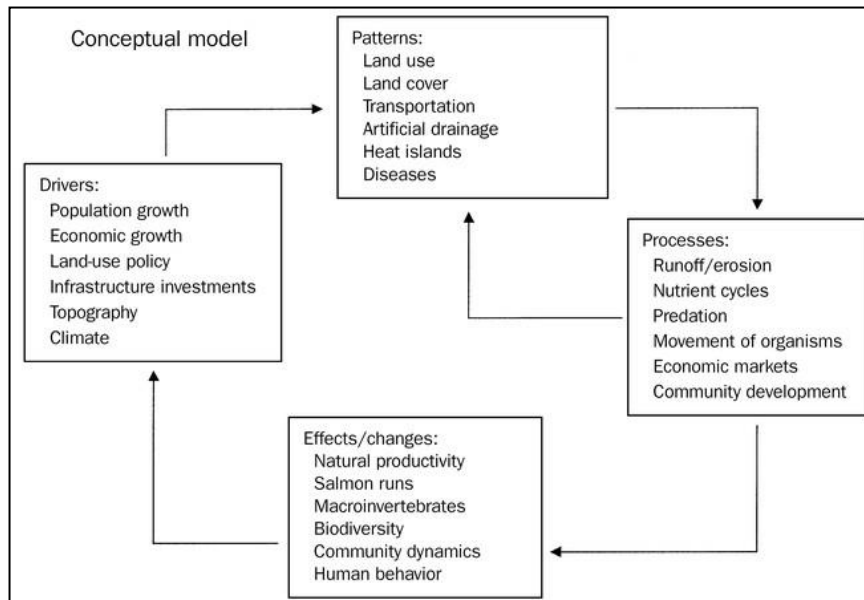 Conceptual model
Patterns:
Land use
Land cover
Transportation
Artificial drainage
Heat islands
Diseases
Drivers:
Population growth
Economic growth
Land-use policy
Infrastructure investments
Topography
Climate
Processes:
Runoff/erosion
Nutrient cycles
Predation
Movement of organisms
Economic markets
Community development
Effects/changes:
Natural productivity
Salmon runs
Macroinvertebrates
Biodiversity
Community dynamics
Human behavior